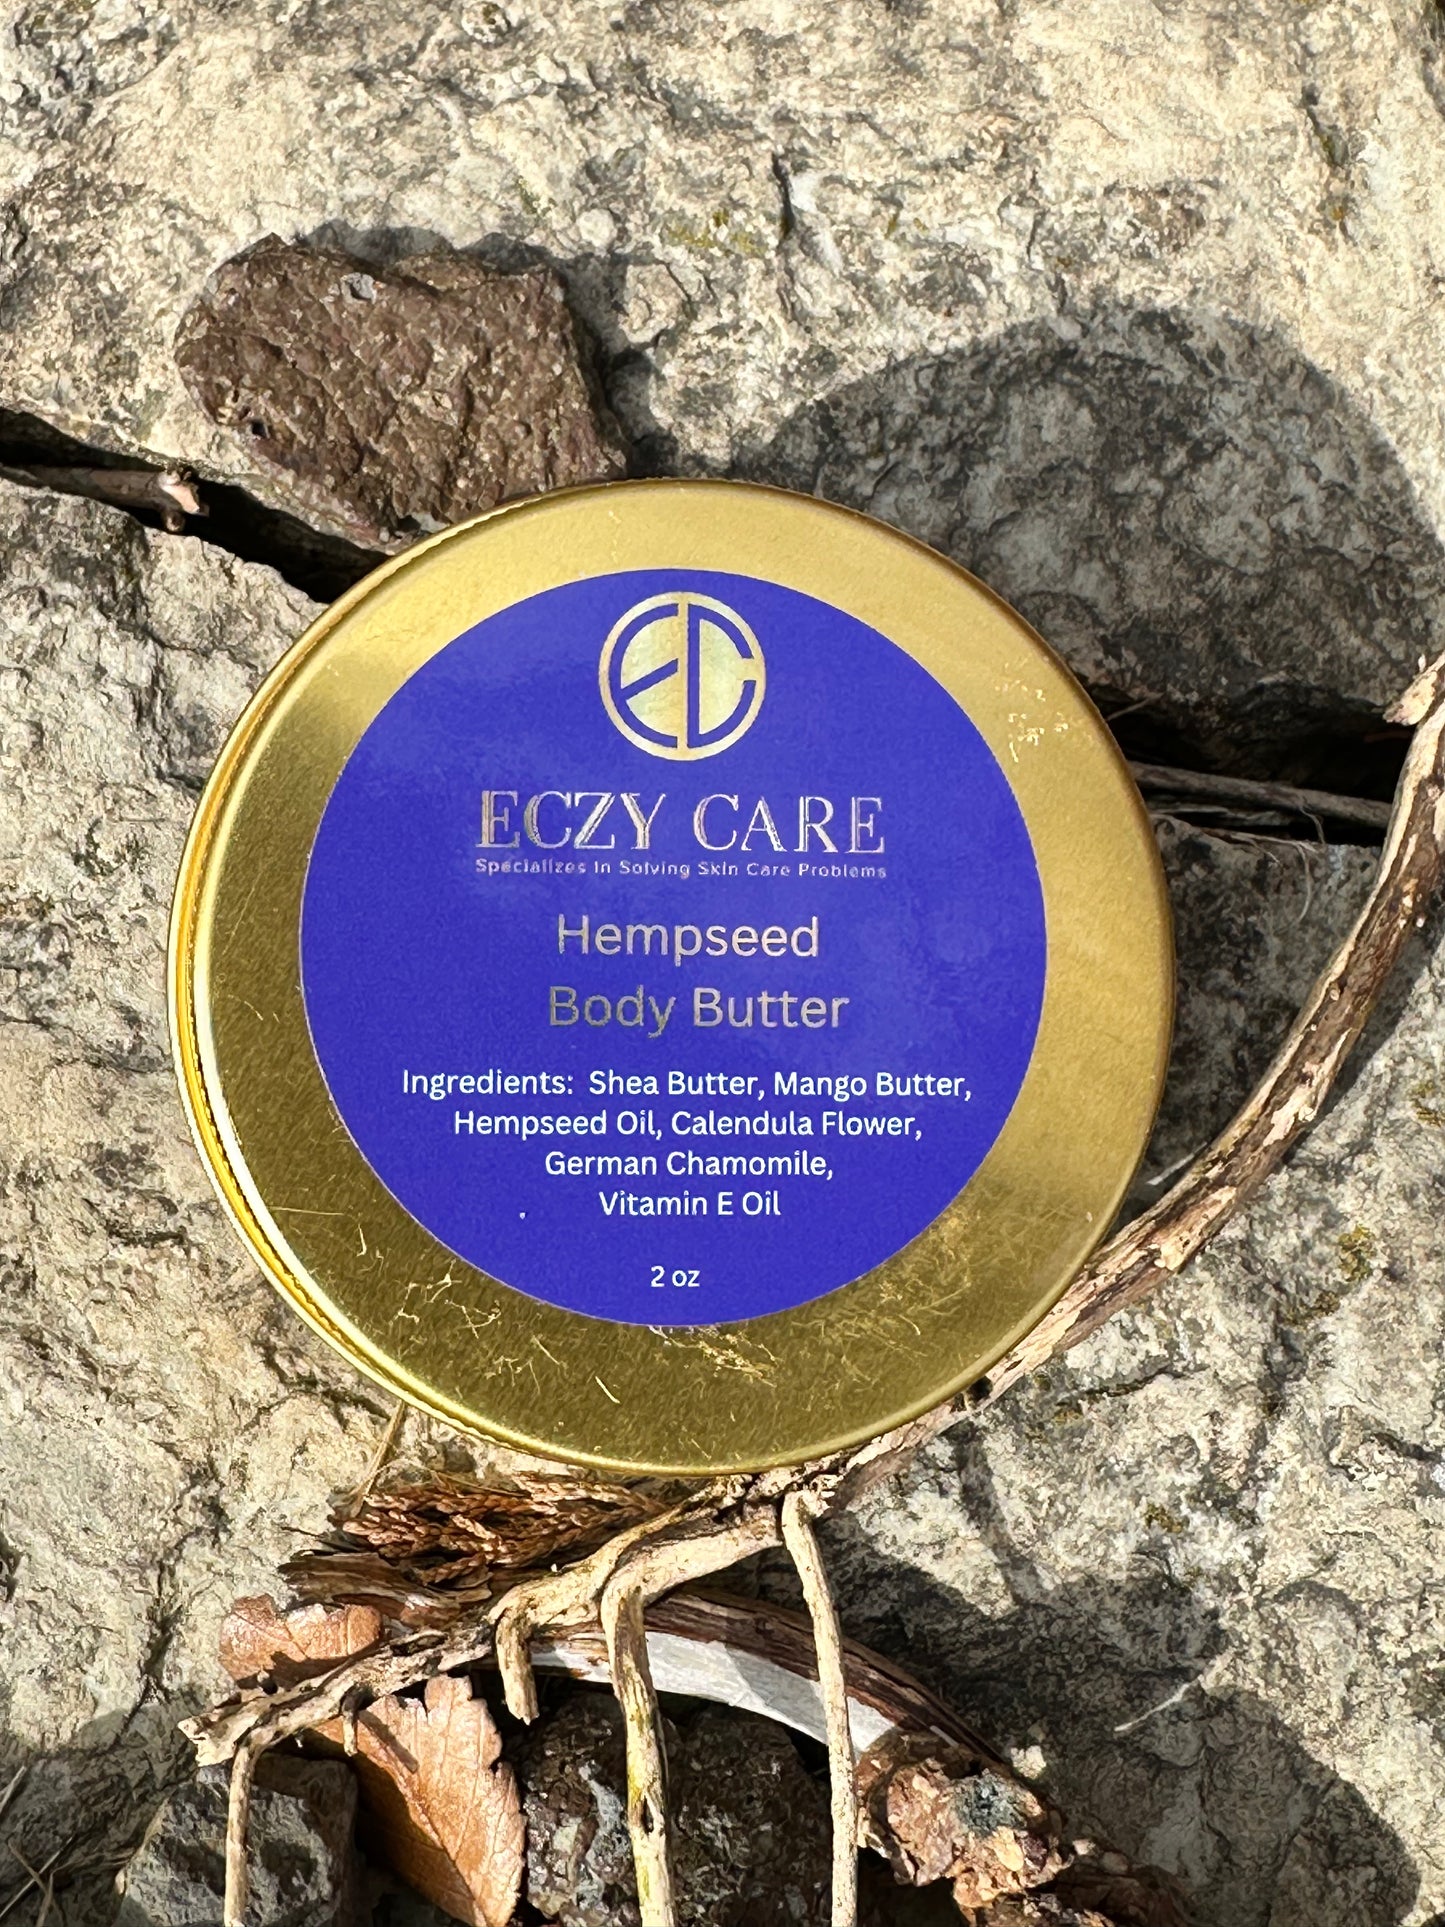 EC
ECZY CARE
Specializes In Solving Skin Care Problems
Hempseed
Body Butter
Ingredients: Shea Butter, Mango Butter,
Hempseed Oil, Calendula Flower,
German Chamomile,
. Vitamin E Oil
2 oz